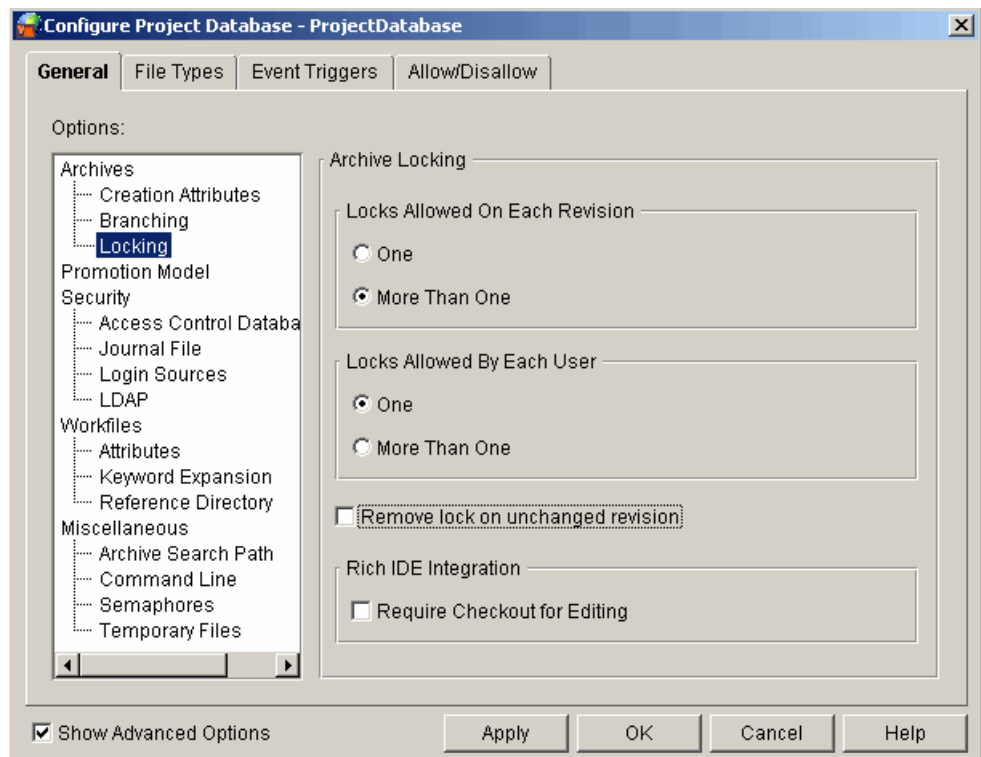 Configure Project Database - ProjectDatabase
General File Types Event Triggers Allow/Disallow
Options:
Archives
Creation Attributes
Branching
Locking
Promotion Model
Security
Access Control Databa
Journal File
Login Sources
LDAP
Workfiles
Attributes
Keyword Expansion
Reference Directory
Miscellaneous
Archive Search Path
Command Line
Semaphores
Temporary Files
Archive Locking
Locks Allowed On Each Revision
One
More Than One
Locks Allowed By Each User
One
More Than One
Remove lock on unchanged revision
Rich IDE Integration
Require Checkout for Editing
Show Advanced Options
Apply OK Cancel Help